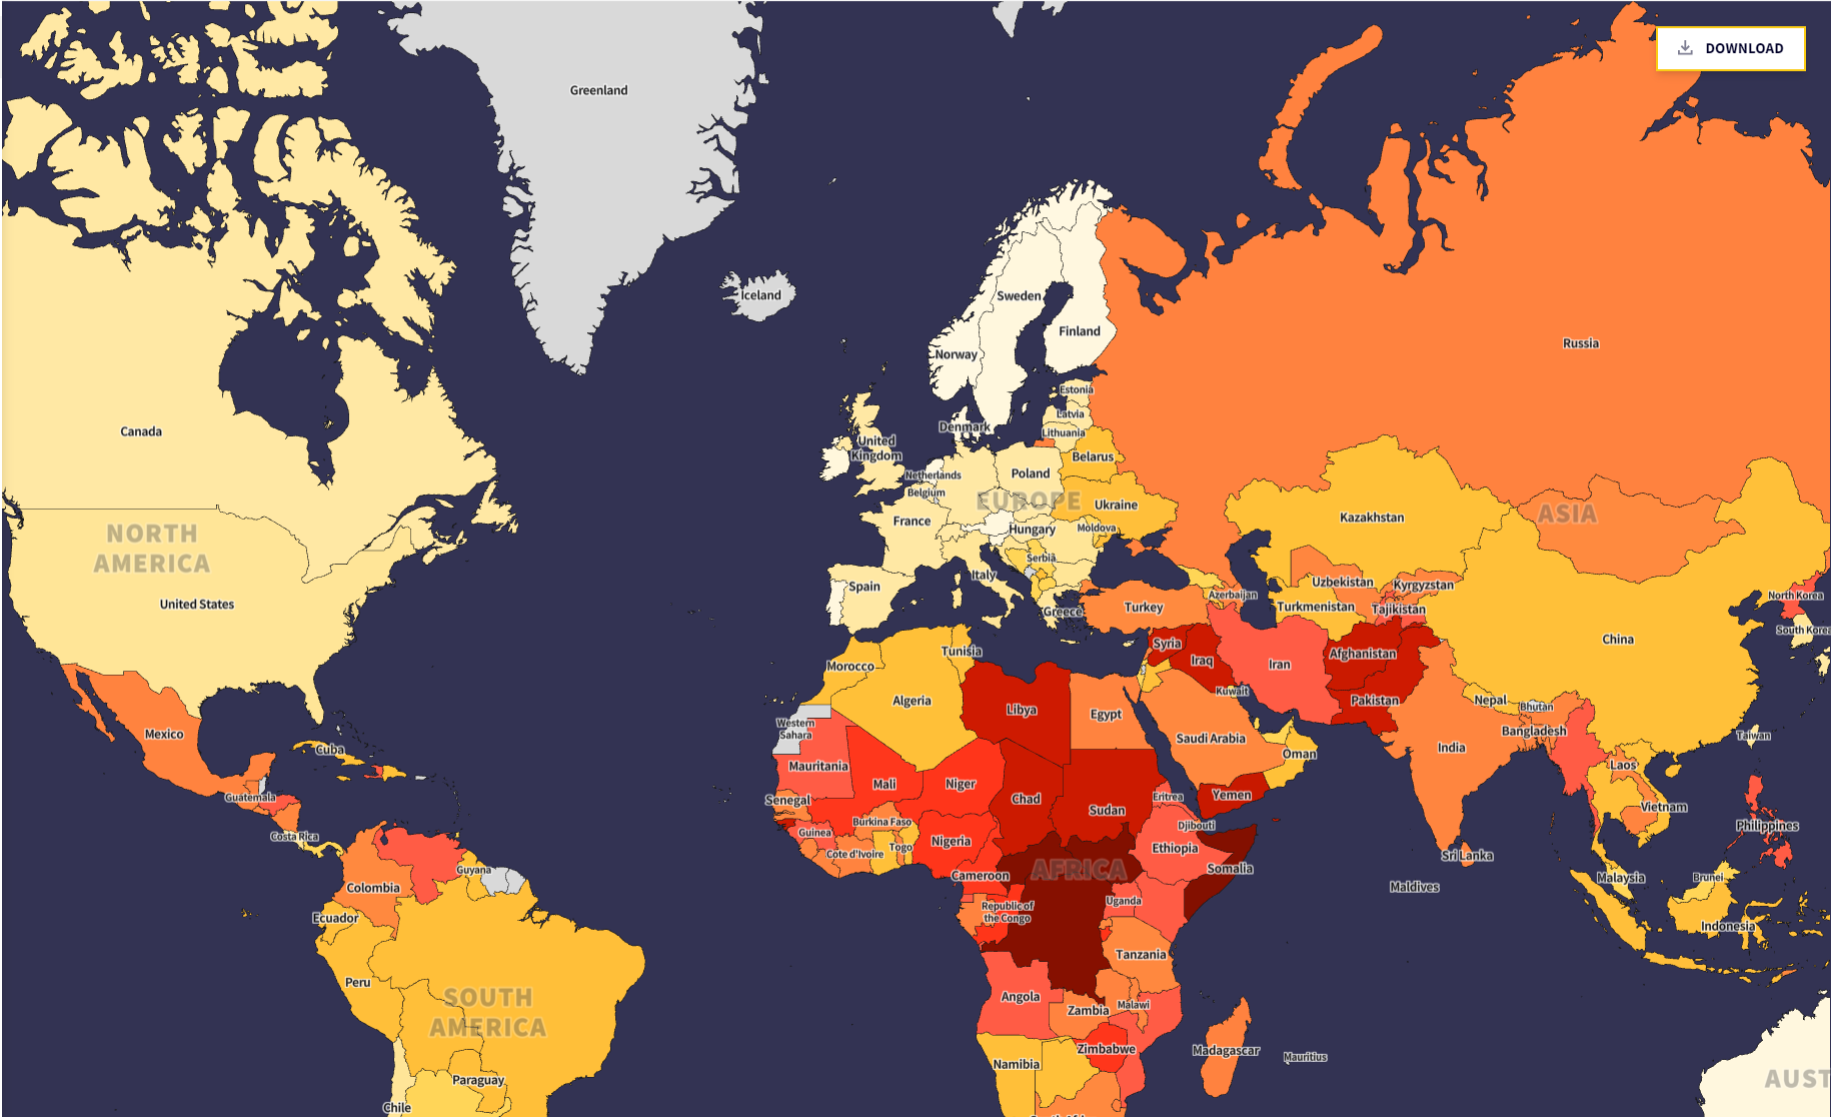 DOWNLOAD
Greenland
Iceland
Sweden
Finland
Norway
Russia
Estonia
Latvia
Lithuania
Denmark
Canada
United
Kingdom
Belarus
Netherlands
Poland
Belgium
EUROPE
Ukraine
NORTH
AMERICA
ASIA
Kazakhstan
France
Hungary
Moldova
Serbia
Italy
Spain
Uzbekistan
Kyrgyzstan
Azerbaijan
North Korea
United States
Turkey
Turkmenistan
Tajikistan
Greece
South Korea
China
Syria
Tunisia
Afghanistan
Iraq
Iran
Morocco
Kuwait
Algeria
Pakistan
Nepal
Bhutan
Libya
Egypt
Western
Sahara
Mexico
Bangladesh
Taiwan
Saudi Arabia
India
Cuba
Oman
Mauritania
Laos
Mali
Niger
Guatemala
Senegal
Chad
Eritrea
Yemen
Sudan
Vietnam
Burkina Faso
Djibouti
Philippines
Costa Rica
Guinea
Nigeria
Togo
Ethiopia
Côte d'Ivoire
Sri Lanka
Guyana
AFRICA
Somalia
Cameroon
Malaysia
Brunei
Colombia
Maldives
Uganda
Republic of
the Congo
Ecuador
Indonesia
Tanzania
Peru
SOUTH
AMERICA
Angola
Malawi
Zambia
Zimbabwe
Madagascar
Mauritius
Namibia
Paraguay
AUST
Chile